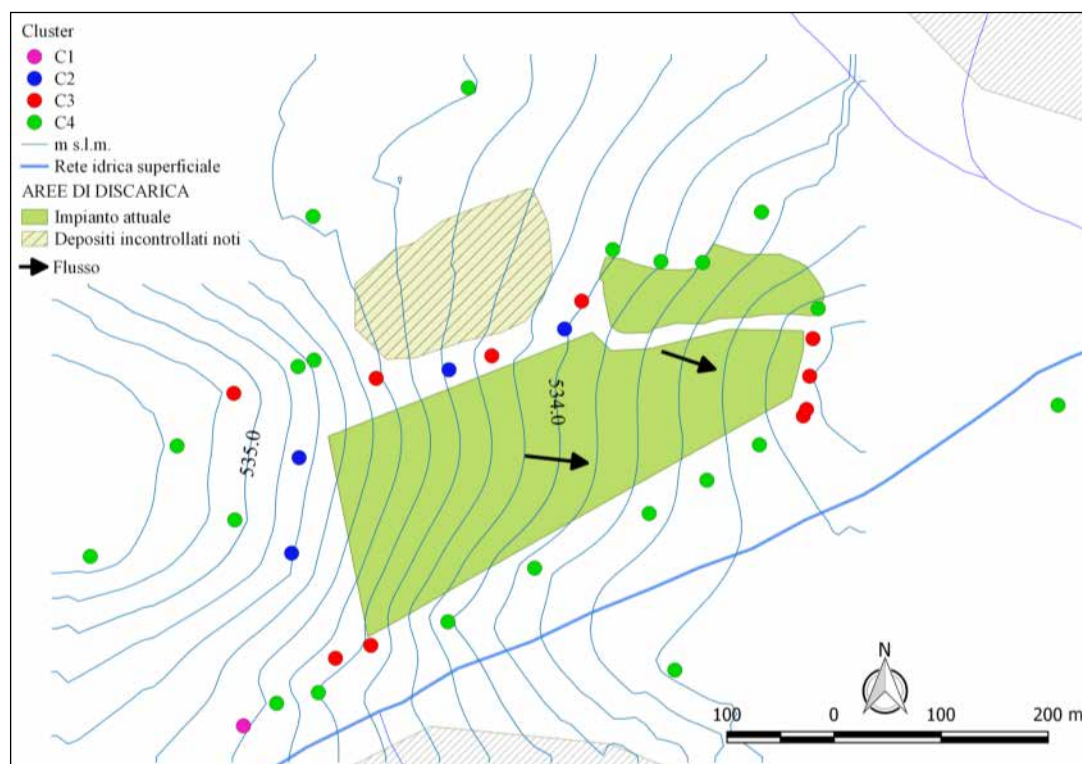 Cluster
C1
C2
C3
C4
m s.l.m.
Rete idrica superficiale
AREE DI DISCARICA
Impianto attuale
Depositi incontrollati noti
Flusso
535.0
534.0
N
100 0 100 200 m